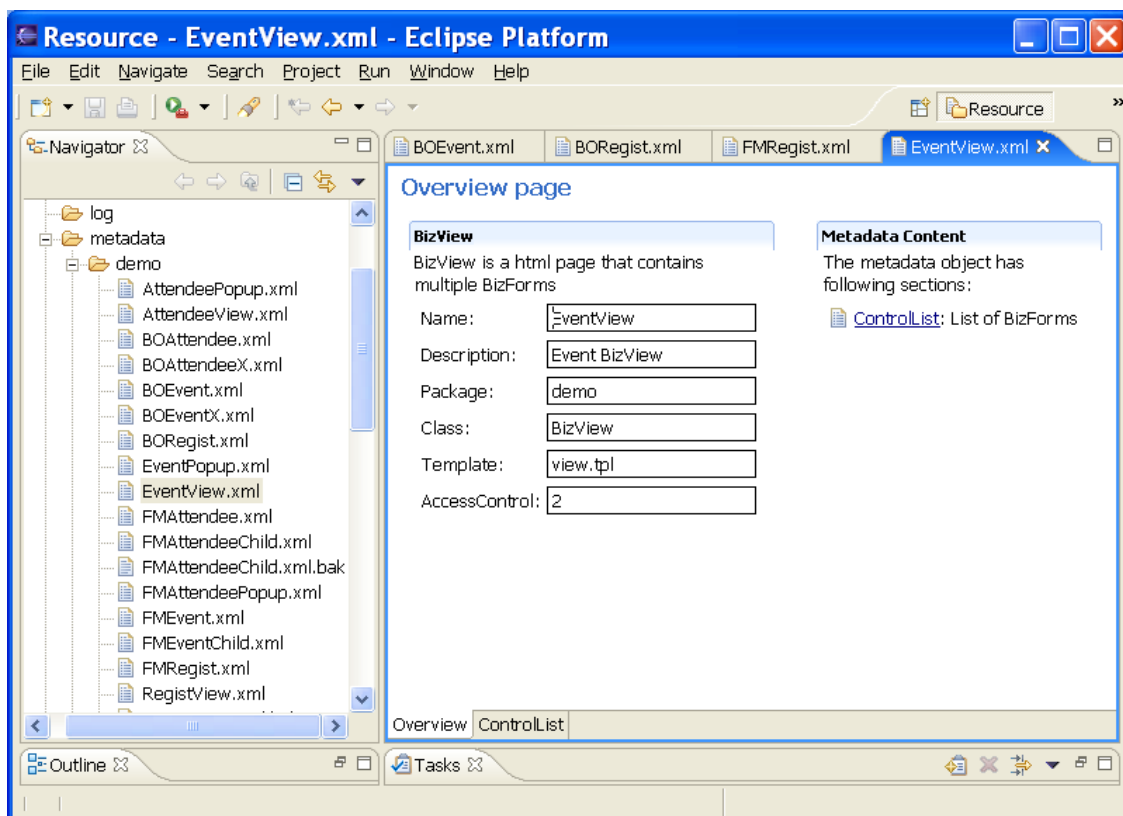 Resource - EventView.xml - Eclipse Platform
File Edit Navigate Search Project Run Window Help
Resource »
Navigator
BOEvent.xml BORegist.xml FMRegist.xml EventView.xml
log
metadata
demo
AttendeePopup.xml
AttendeeView.xml
BOAttendee.xml
BOAttendeeX.xml
BOEvent.xml
BOEventX.xml
BORegist.xml
EventPopup.xml
EventView.xml
FMAttendee.xml
FMAttendeeChild.xml
FMAttendeeChild.xml.bak
FMAttendeePopup.xml
FMEvent.xml
FMEventChild.xml
FMRegist.xml
RegistView.xml
Overview page
BizView
BizView is a html page that contains
multiple BizForms
Name: EventView
Description: Event BizView
Package: demo
Class: BizView
Template: view.tpl
AccessControl: 2
Metadata Content
The metadata object has
following sections:
ControlList: List of BizForms
Overview ControlList
Outline
Tasks